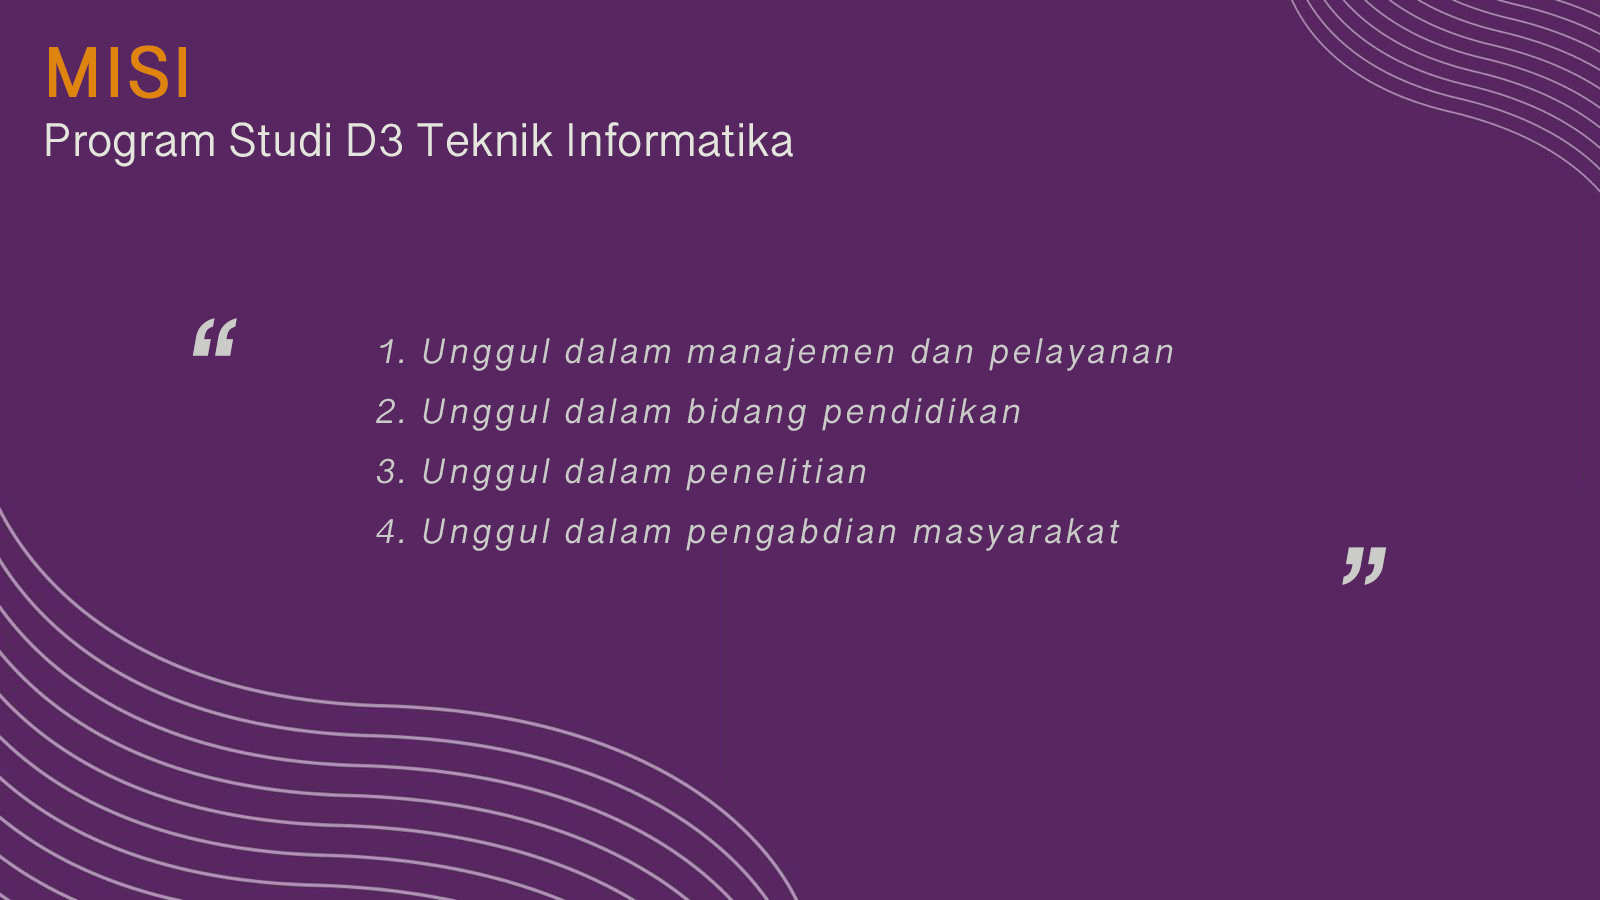 MISI
Program Studi D3 Teknik Informatika
“
1. Unggul dalam manajemen dan pelayanan
2. Unggul dalam bidang pendidikan
3. Unggul dalam penelitian
4. Unggul dalam pengabdian masyarakat
”